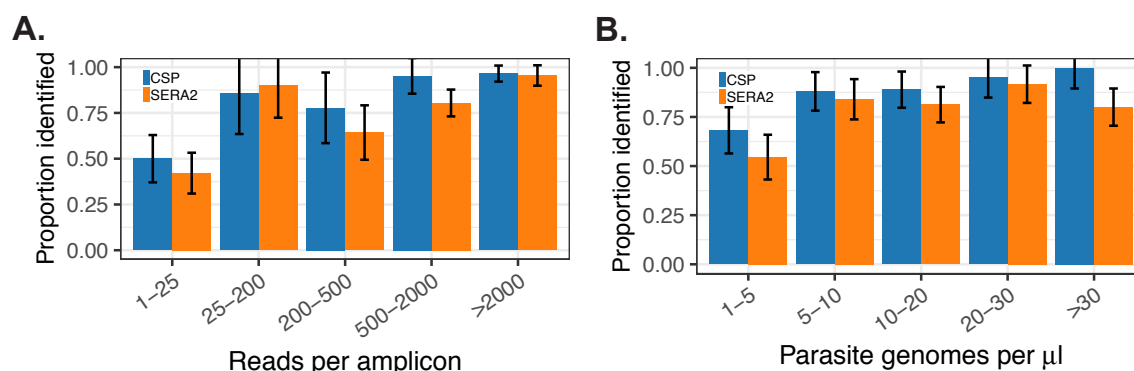 A.
Proportion identified
1.00
0.75
0.50
0.25
0.00
CSP
SERA2
1−25
25−200
200−500
500−2000
>2000
Reads per amplicon
B.
Proportion identified
1.00
0.75
0.50
0.25
0.00
CSP
SERA2
1−5
5−10
10−20
20−30
>30
Parasite genomes per μl